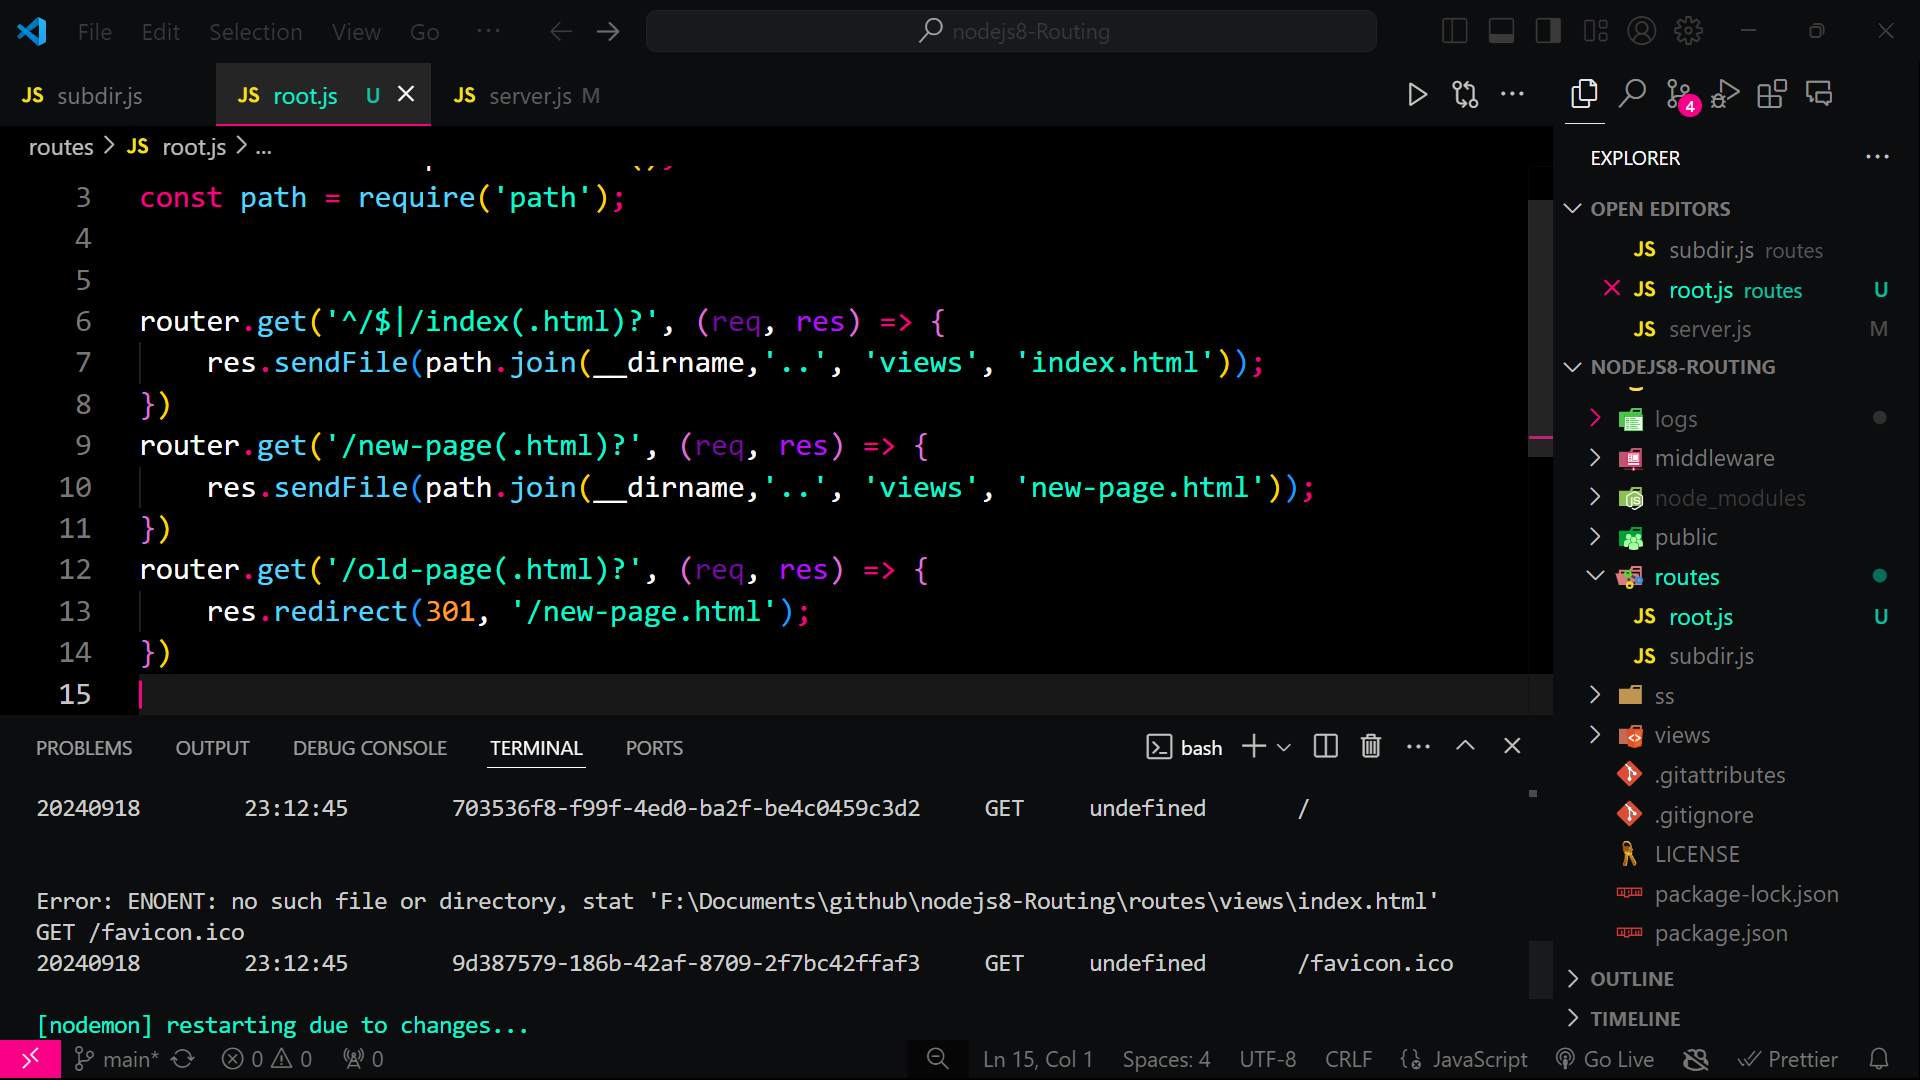 File Edit Selection View Go ... nodejs8-Routing
JS subdir.js JS root.js U JS server.js M
routes > JS root.js > ...
3 const path = require('path');
4
5
6 router.get('^/$|/index(.html)?', (req, res) => {
7 res.sendFile(path.join(__dirname,'..', 'views', 'index.html'));
8 })
9 router.get('/new-page(.html)?', (req, res) => {
10 res.sendFile(path.join(__dirname,'..', 'views', 'new-page.html'));
11 })
12 router.get('/old-page(.html)?', (req, res) => {
13 res.redirect(301, '/new-page.html');
14 })
15
PROBLEMS OUTPUT DEBUG CONSOLE TERMINAL PORTS bash
20240918 23:12:45 703536f8-f99f-4ed0-ba2f-be4c0459c3d2 GET undefined /
Error: ENOENT: no such file or directory, stat 'F:\Documents\github\nodejs8-Routing\routes\views\index.html'
GET /favicon.ico
20240918 23:12:45 9d387579-186b-42af-8709-2f7bc42ffaf3 GET undefined /favicon.ico
[nodemon] restarting due to changes...
4
EXPLORER
OPEN EDITORS
JS subdir.js routes
JS root.js routes U
JS server.js M
NODEJS8-ROUTING
logs
middleware
node_modules
public
routes
JS root.js U
JS subdir.js
ss
views
.gitattributes
.gitignore
LICENSE
package-lock.json
package.json
OUTLINE
TIMELINE
main* 0 0 0 Ln 15, Col 1 Spaces: 4 UTF-8 CRLF JavaScript Go Live Prettier